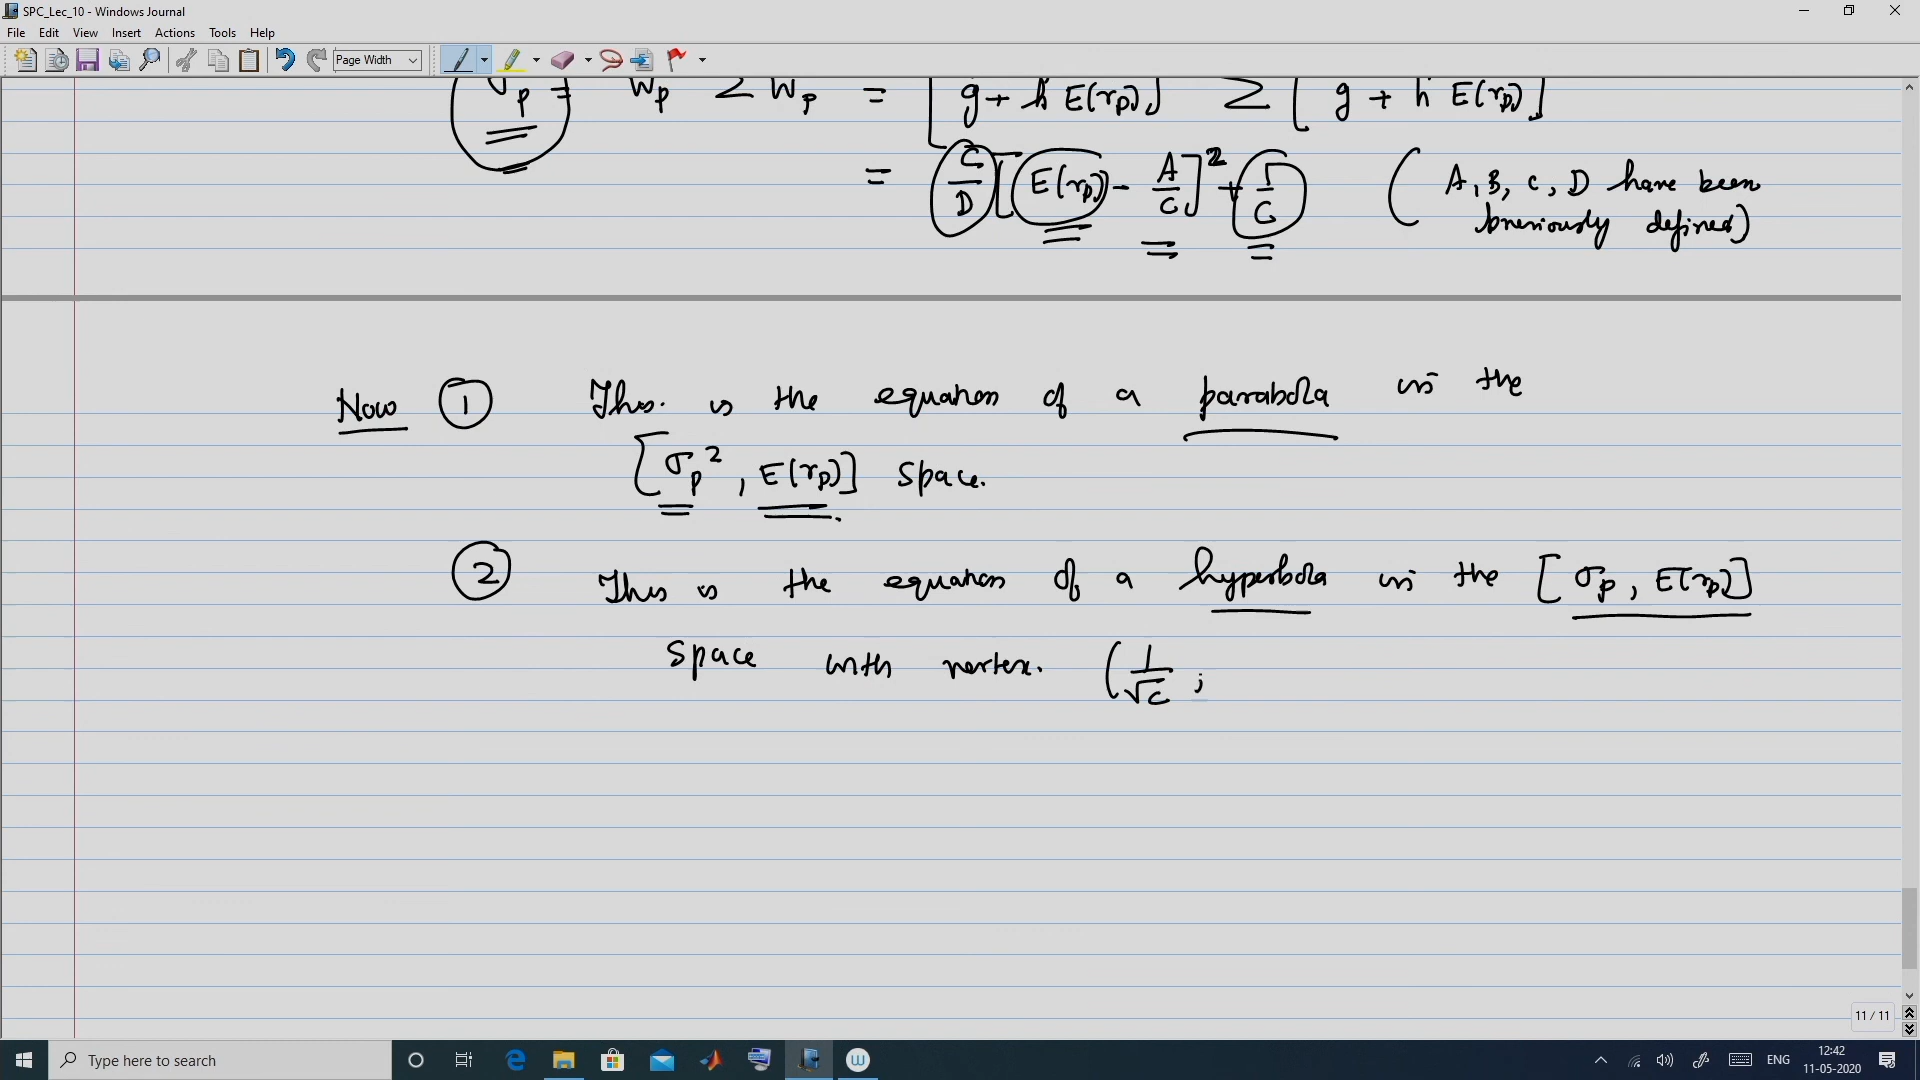 SPC_Lec_10 - Windows Journal
File Edit View Insert Actions Tools Help
Page Width
σp = Wp Σ Wp = [g + h E(rp)] Σ [g + h E(rp)]
= C/D [E(rp) - A/C]² + 1/C (A, B, C, D have been
previously defined)
Now ① This is the equation of a parabola in the
[σp², E(rp)] space.
② This is the equation of a hyperbola in the [σp, E(rp)]
space with vertex. (1/√C ;
11 / 11
Type here to search
ENG
12:42
11-05-2020